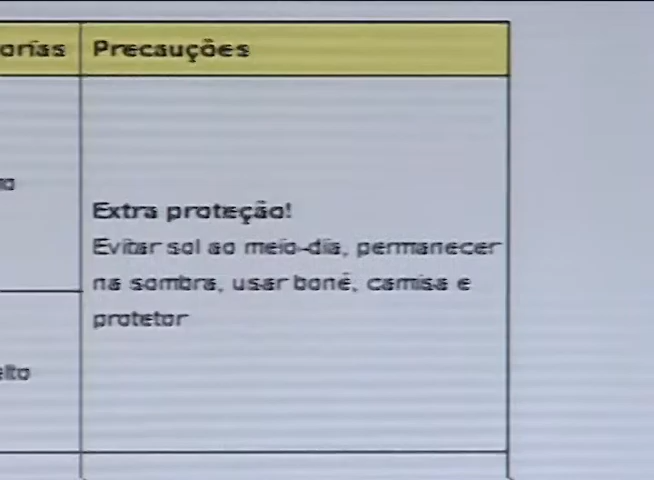 Precauções
Extra proteção!
Evitar sol ao meio-dia, permanecer
na sombra, usar boné, camisa e
protetor